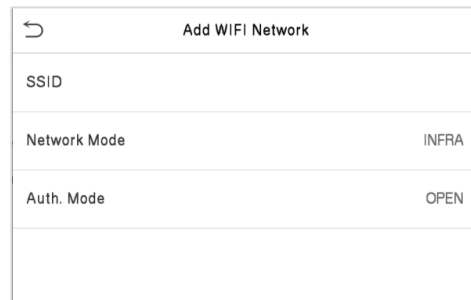 Add WIFI Network
SSID
Network Mode INFRA
Auth. Mode OPEN